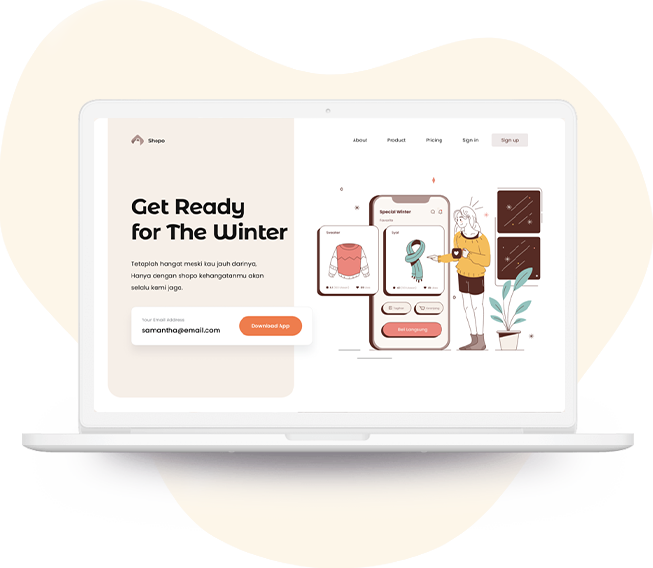 Shopo
About
Product
Pricing
Sign in
Sign up
Get Ready
for The Winter
Tetaplah hangat meski kau jauh darinya,
Hanya dengan shopo kehangatanmu akan
selalu kami jaga.
Your Email Address
samantha@email.com
Download App
Special Winter
Sweater
Syal
Beli Langsung